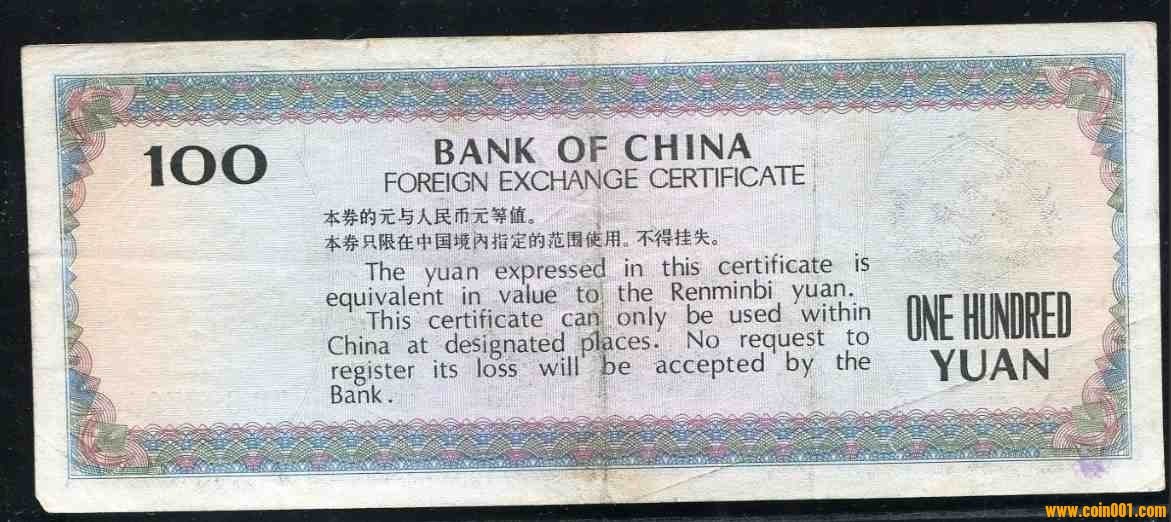 100
BANK OF CHINA
FOREIGN EXCHANGE CERTIFICATE
本券的元与人民币元等值。
本券只限在中国境内指定的范围使用。不得挂失。
The yuan expressed in this certificate is
equivalent in value to the Renminbi yuan.
This certificate can only be used within
China at designated places. No request to
register its loss will be accepted by the
Bank.
ONE HUNDRED
YUAN
www.coin001.com